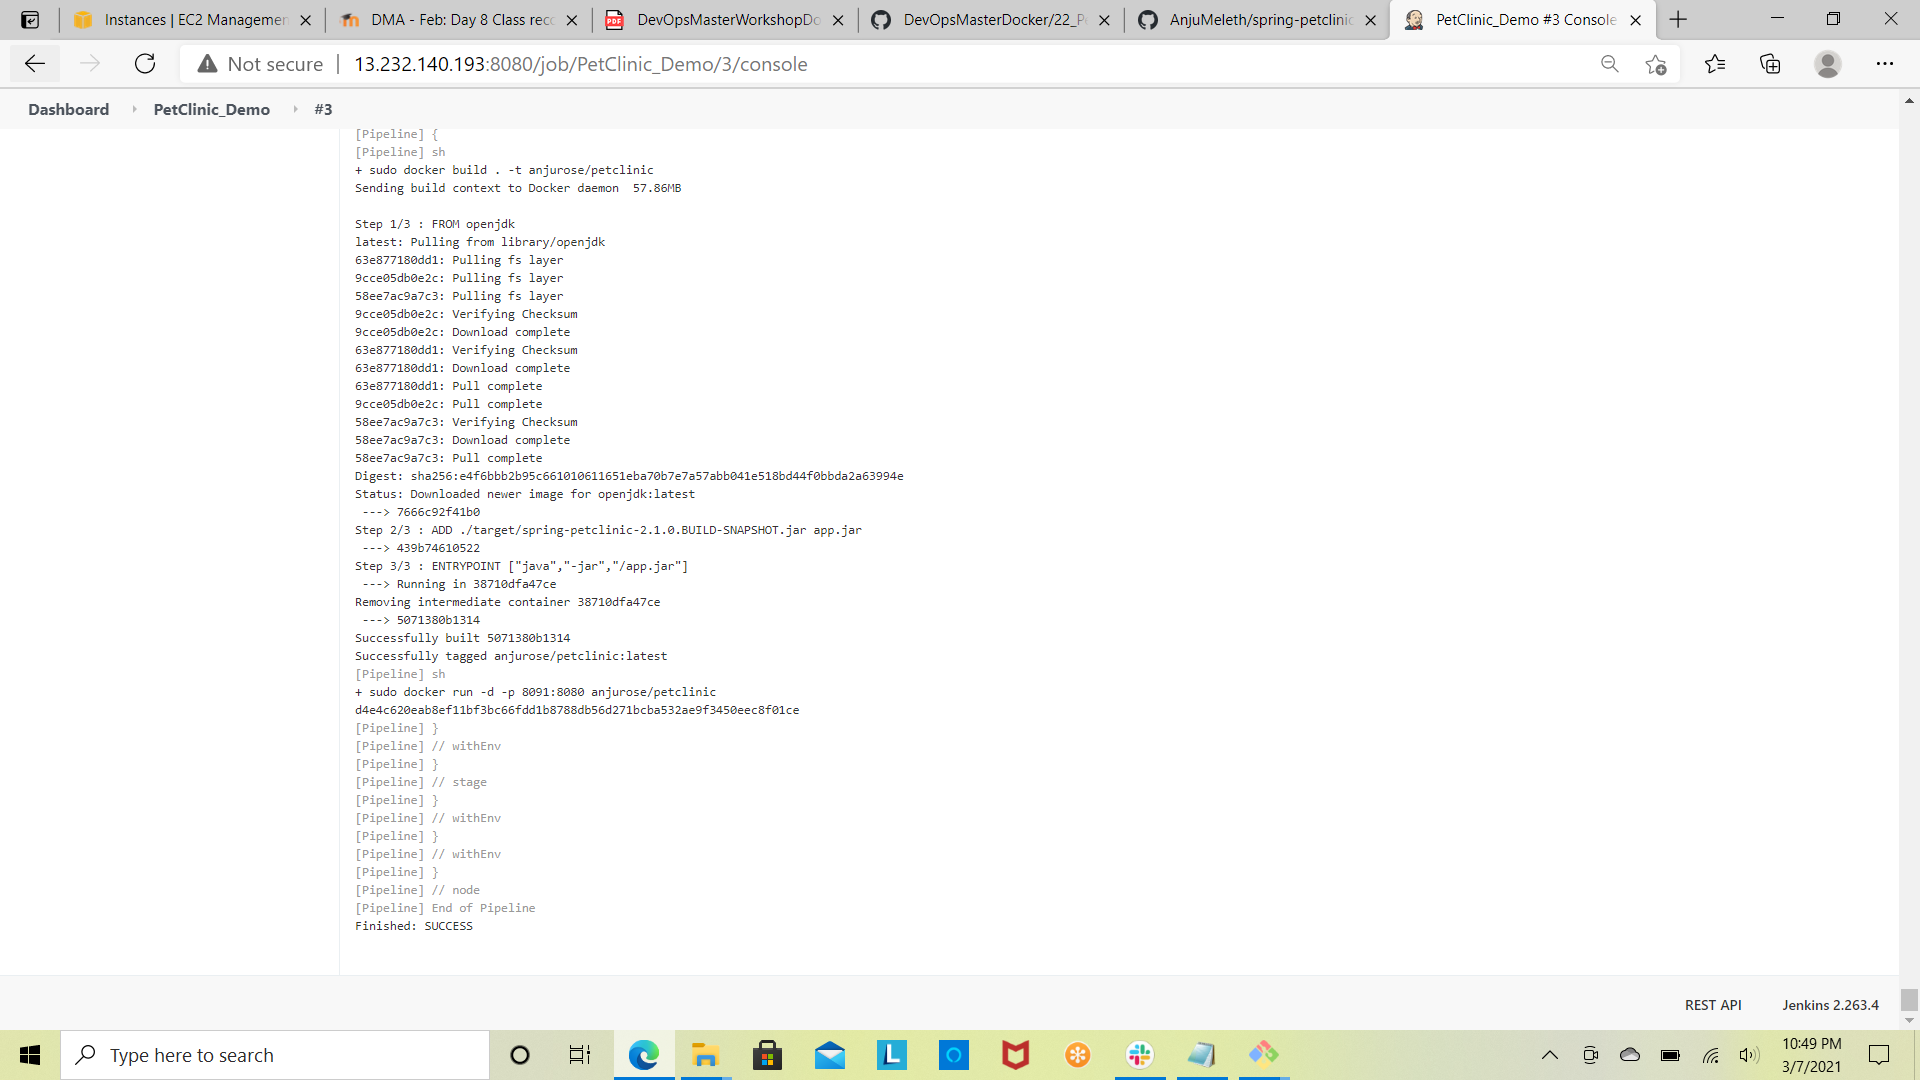 Instances | EC2 Managemen
DMA - Feb: Day 8 Class reco
DevOpsMasterWorkshopDo
DevOpsMasterDocker/22_Pe
AnjuMeleth/spring-petclinic
PetClinic_Demo #3 Console
Not secure | 13.232.140.193:8080/job/PetClinic_Demo/3/console
Dashboard PetClinic_Demo #3
[Pipeline] {
[Pipeline] sh
+ sudo docker build . -t anjurose/petclinic
Sending build context to Docker daemon  57.86MB
Step 1/3 : FROM openjdk
latest: Pulling from library/openjdk
63e877180dd1: Pulling fs layer
9cce05db0e2c: Pulling fs layer
58ee7ac9a7c3: Pulling fs layer
9cce05db0e2c: Verifying Checksum
9cce05db0e2c: Download complete
63e877180dd1: Verifying Checksum
63e877180dd1: Download complete
63e877180dd1: Pull complete
9cce05db0e2c: Pull complete
58ee7ac9a7c3: Verifying Checksum
58ee7ac9a7c3: Download complete
58ee7ac9a7c3: Pull complete
Digest: sha256:e4f6bbb2b95c661010611651eba70b7e7a57abb041e518bd44f0bbda2a63994e
Status: Downloaded newer image for openjdk:latest
---> 7666c92f41b0
Step 2/3 : ADD ./target/spring-petclinic-2.1.0.BUILD-SNAPSHOT.jar app.jar
---> 439b74610522
Step 3/3 : ENTRYPOINT ["java","-jar","/app.jar"]
---> Running in 38710dfa47ce
Removing intermediate container 38710dfa47ce
---> 5071380b1314
Successfully built 5071380b1314
Successfully tagged anjurose/petclinic:latest
[Pipeline] sh
+ sudo docker run -d -p 8091:8080 anjurose/petclinic
d4e4c620eab8ef11bf3bc66fdd1b8788db56d271bcba532ae9f3450eec8f01ce
[Pipeline] }
[Pipeline] // withEnv
[Pipeline] }
[Pipeline] // stage
[Pipeline] }
[Pipeline] // withEnv
[Pipeline] }
[Pipeline] // withEnv
[Pipeline] }
[Pipeline] // node
[Pipeline] End of Pipeline
Finished: SUCCESS
REST API Jenkins 2.263.4
Type here to search
10:49 PM
3/7/2021